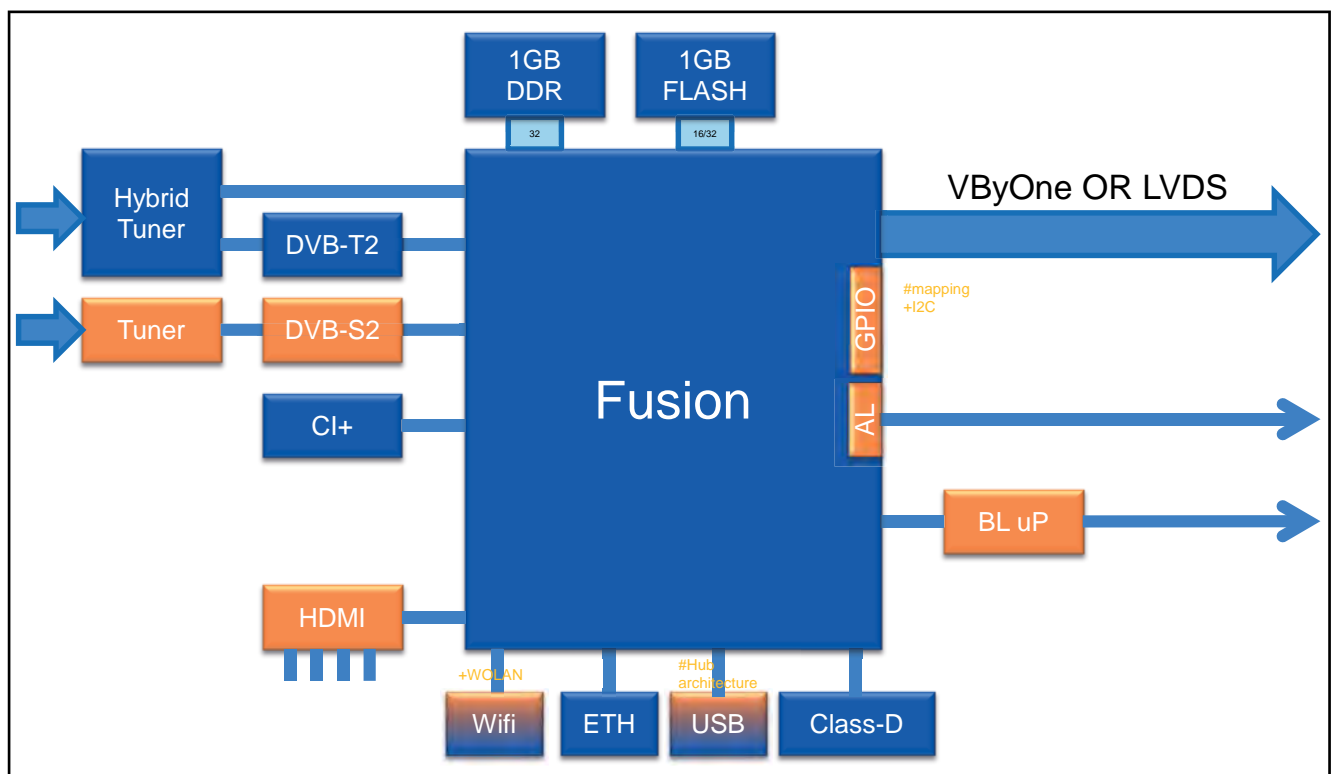 1GB
DDR
1GB
FLASH
32
16/32
Hybrid
Tuner
VByOne OR LVDS
DVB-T2
GPIO
#mapping
+I2C
Tuner
DVB-S2
Fusion
AL
CI+
BL uP
HDMI
+WOLAN
#Hub
architecture
Wifi
ETH
USB
Class-D